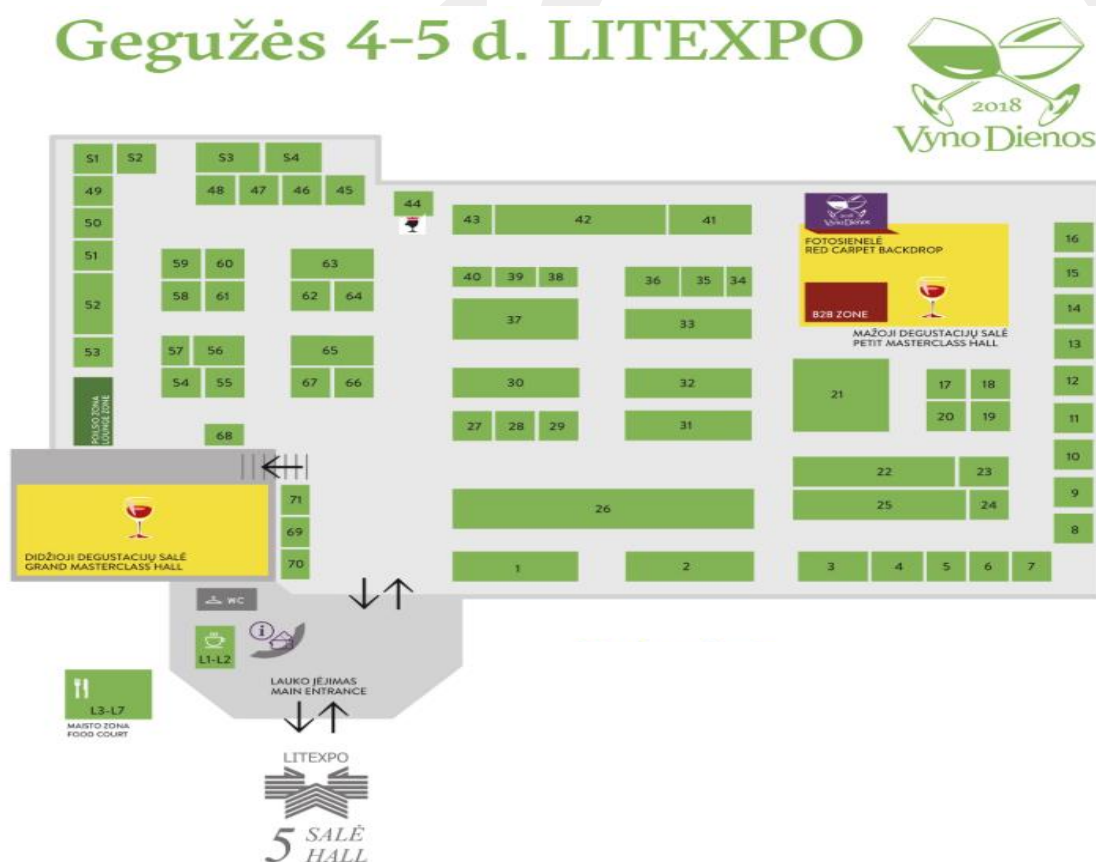 Gegužės 4-5 d. LITEXPO
2018
Vyno Dienos
S1 S2 S3 S4
49 48 47 46 45
44
50
43 42 41
2018
Vyno Dienos
FOTOSIENELĖ
RED CARPET BACKDROP
16
51 59 60 63
40 39 38 36 35 34
15
52 58 61 62 64
37 33
B2B ZONE
14
MAŽOJI DEGUSTACIJŲ SALĖ
PETIT MASTERCLASS HALL
13
53 57 56 65
54 55 67 66
30 32
21
17 18
12
POILSIO ZONA
LOUNGE ZONE
68
27 28 29 31
20 19
11
10
22 23
71
26
25 24
9
69
8
DIDŽIOJI DEGUSTACIJŲ SALĖ
GRAND MASTERCLASS HALL
70
1 2 3 4 5 6 7
WC
i
L1-L2
LAUKO ĮĖJIMAS
MAIN ENTRANCE
L3-L7
MAISTO ZONA
FOOD COURT
LITEXPO
5 SALĖ
HALL